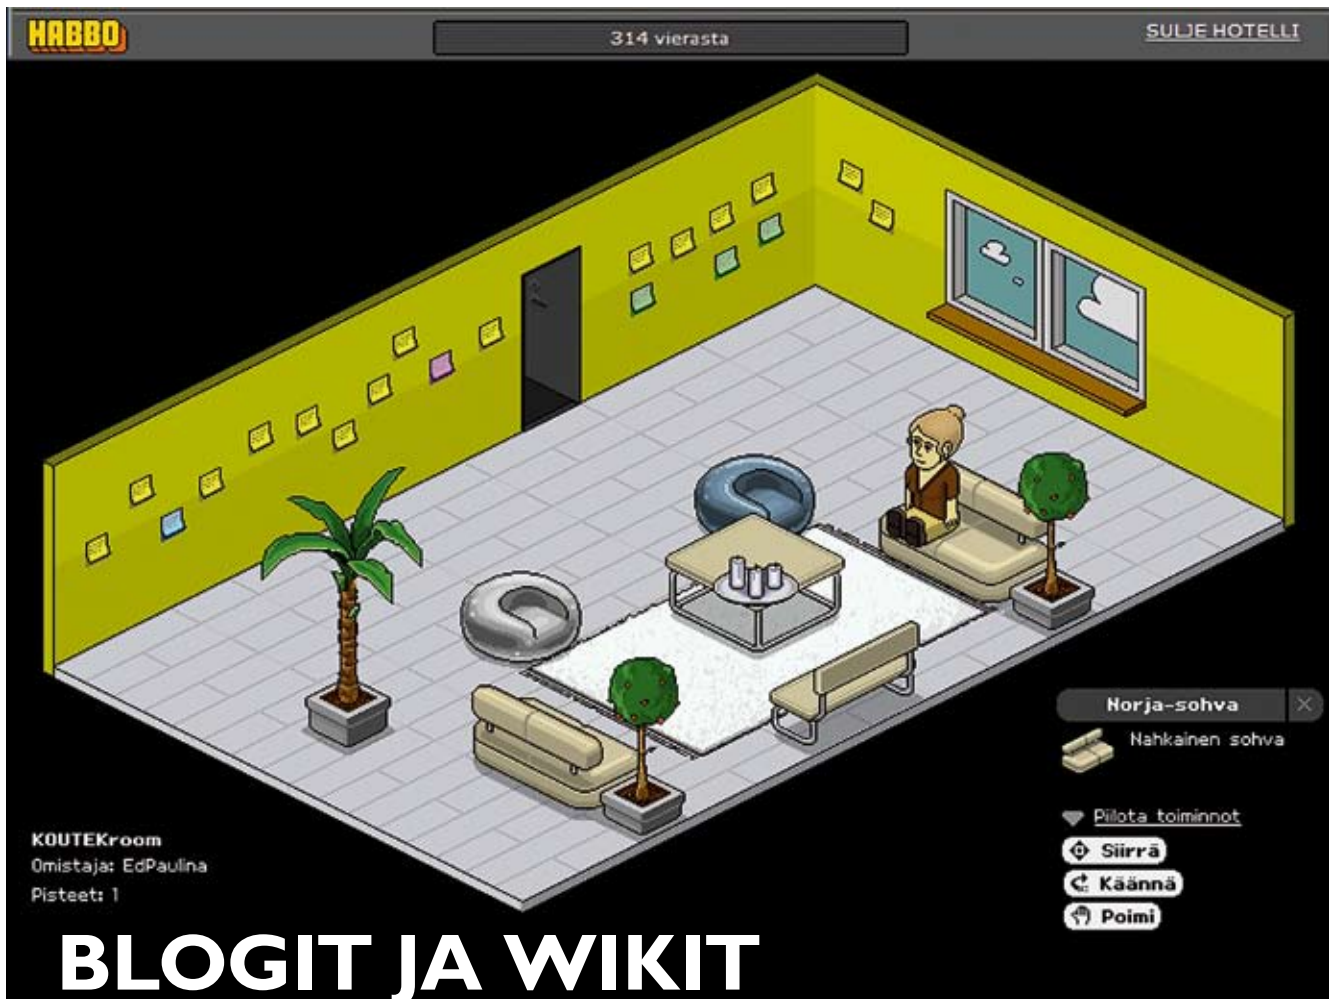 HABBO
314 vierasta
SULJE HOTELLI
Norja-sohva
Nahkainen sohva
Piilota toiminnot
Siirrä
Käännä
Poimi
KOUTEKroom
Omistaja: EdPaulina
Pisteet: 1
BLOGIT JA WIKIT